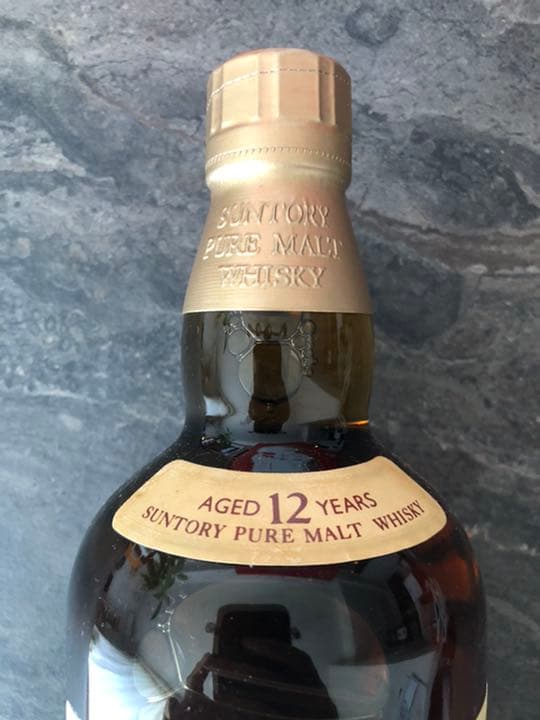 SUNTORY
PURE MALT
WHISKY
AGED 12 YEARS
SUNTORY PURE MALT WHISKY